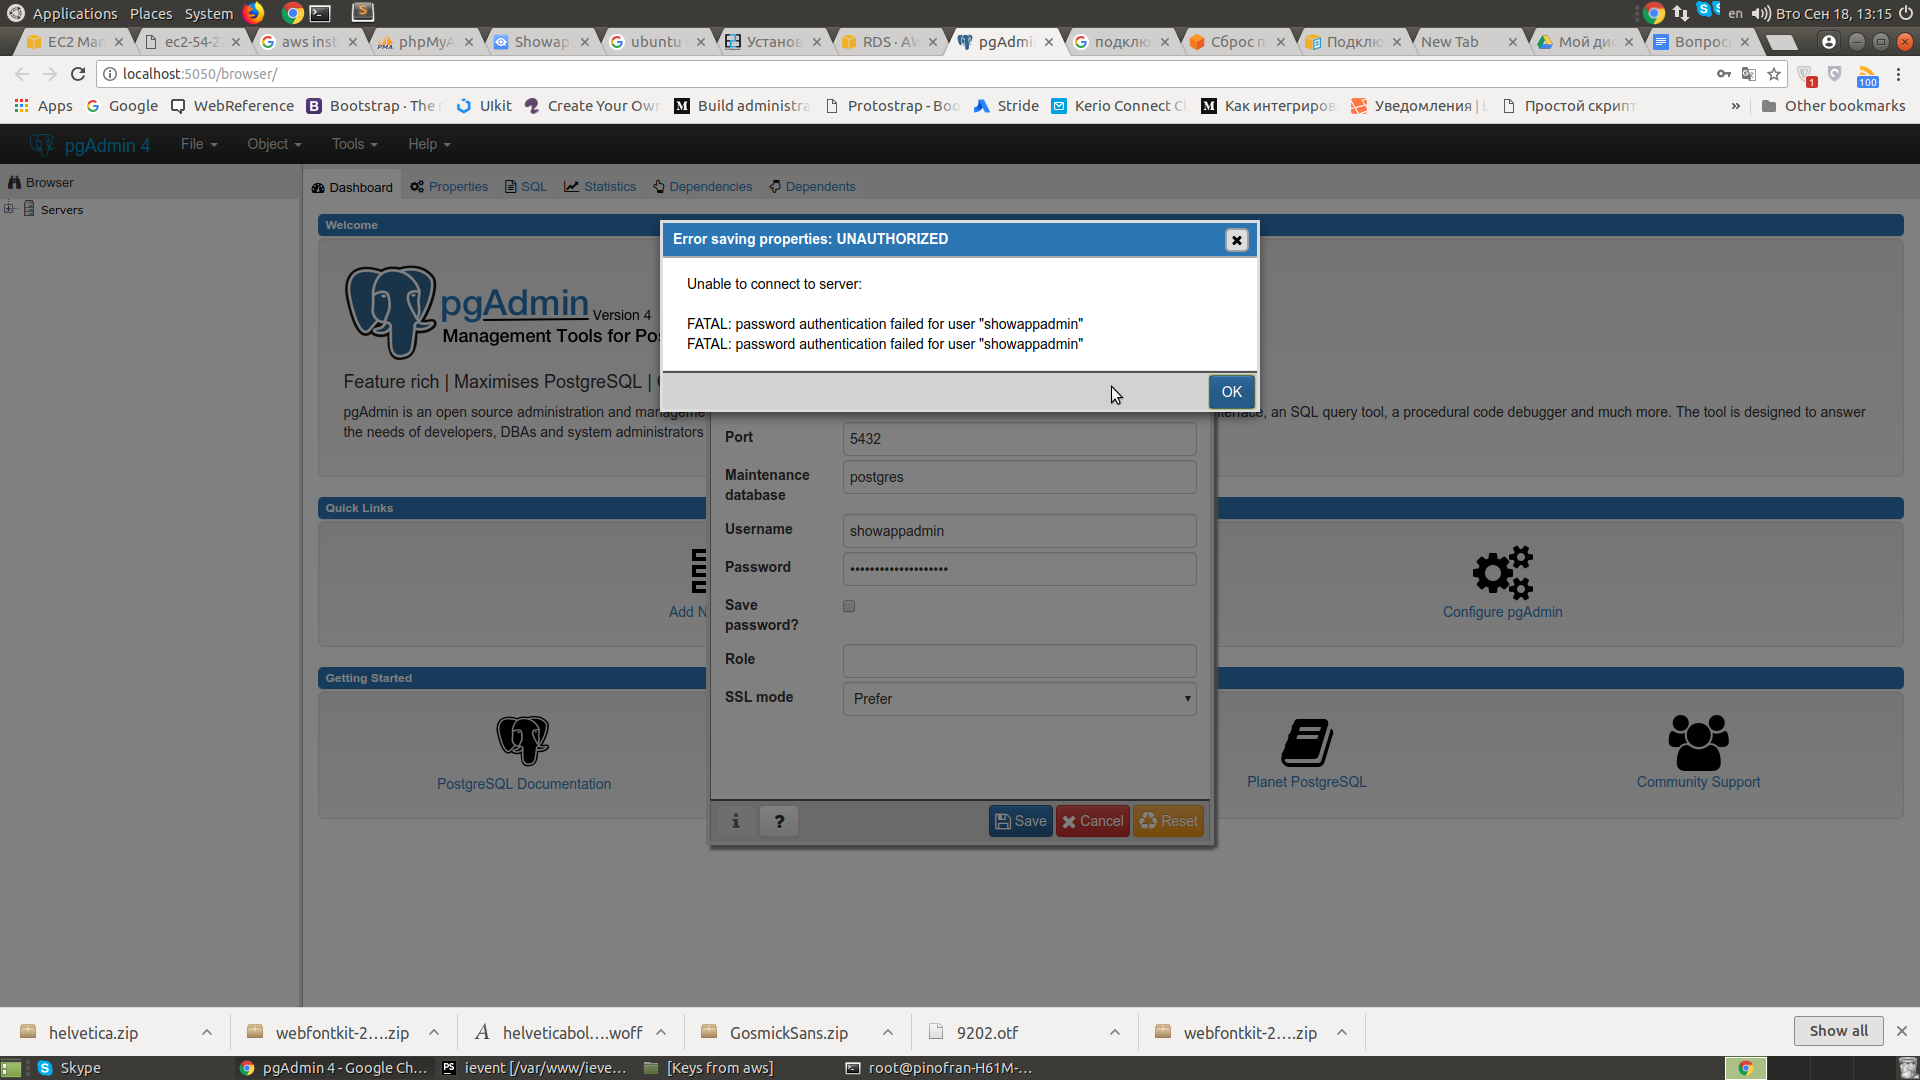 Applications Places System
en Вто Сен 18, 13:15
EC2 Man
ec2-54-2
aws inst
phpMyA
Showap
ubuntu
Установ
RDS · AW
pgAdmin
подклю
Сброс п
Подклю
New Tab
Мой ди
Вопрос
localhost:5050/browser/
1
100
Apps Google WebReference Bootstrap · The UIkit Create Your Own Build administra Protostrap - Boo Stride Kerio Connect Cl Как интегриров Уведомления | Простой скрипт » Other bookmarks
pgAdmin 4 File Object Tools Help
Browser
Servers
Dashboard Properties SQL Statistics Dependencies Dependents
Welcome
pgAdmin Version 4
Management Tools for Po
Feature rich | Maximises PostgreSQL |
pgAdmin is an open source administration and manageme
terface, an SQL query tool, a procedural code debugger and much more. The tool is designed to answer
the needs of developers, DBAs and system administrators
Error saving properties: UNAUTHORIZED
Unable to connect to server:
FATAL: password authentication failed for user "showappadmin"
FATAL: password authentication failed for user "showappadmin"
OK
Port 5432
Maintenance database postgres
Username showappadmin
Password ••••••••••••••••••••
Save password?
Role
SSL mode Prefer
i ? Save Cancel Reset
Quick Links
Add N
Configure pgAdmin
Getting Started
PostgreSQL Documentation
Planet PostgreSQL
Community Support
helvetica.zip
webfontkit-2....zip
helveticabol....woff
GosmickSans.zip
9202.otf
webfontkit-2....zip
Show all
Skype
pgAdmin 4 - Google Ch...
ievent [/var/www/ieve...
[Keys from aws]
root@pinofran-H61M-...